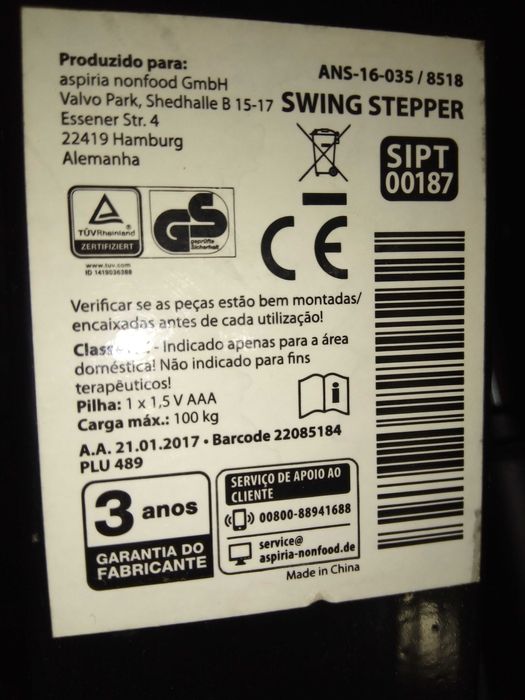 Produzido para:
aspiria nonfood GmbH
Valvo Park, Shedhalle B 15-17
Essener Str. 4
22419 Hamburg
Alemanha
ANS-16-035 / 8518
SWING STEPPER
SIPT
00187
TÜVRheinland
ZERTIFIZIERT
www.tuv.com
ID 1419036388
GS
geprüfte
Sicherheit
CE
Verificar se as peças estão bem montadas/
encaixadas antes de cada utilização!
- Indicado apenas para a área
doméstica! Não indicado para fins
terapêuticos!
Pilha: 1 x 1,5 V AAA
Carga máx.: 100 kg
i
A.A. 21.01.2017 • Barcode 22085184
PLU 489
3 anos
GARANTIA DO
FABRICANTE
SERVIÇO DE APOIO AO
CLIENTE
00800-88941688
service@
aspiria-nonfood.de
Made in China